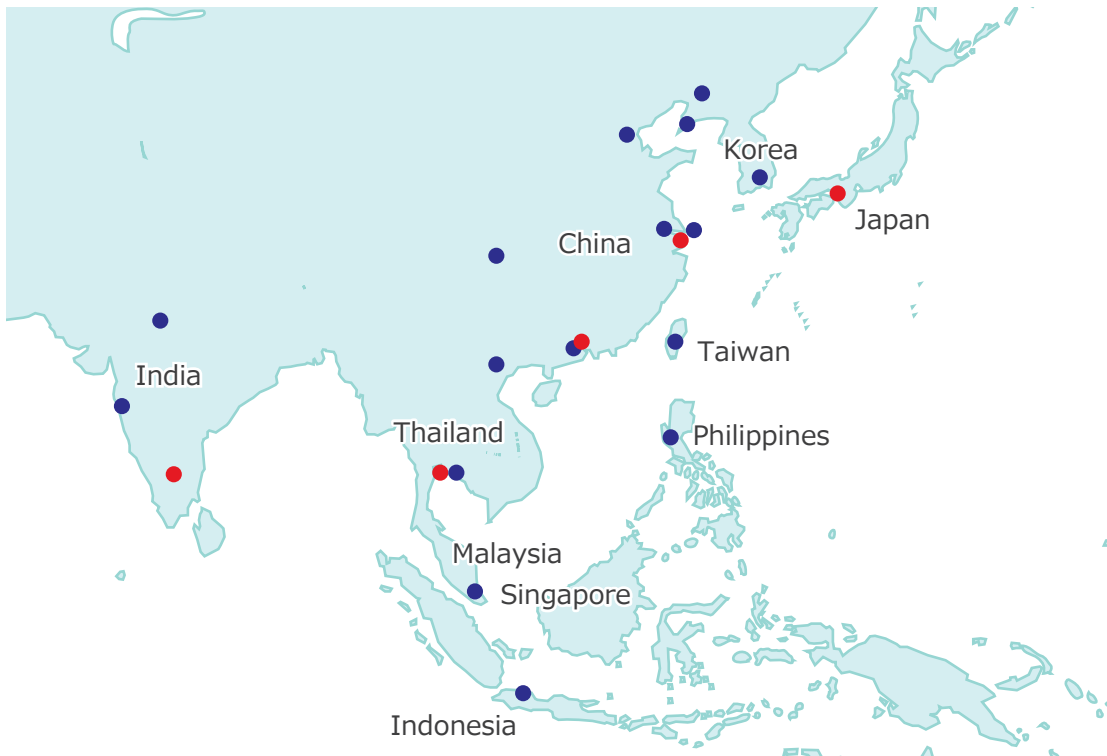 Korea
Japan
China
Taiwan
India
Thailand
Philippines
Malaysia
Singapore
Indonesia